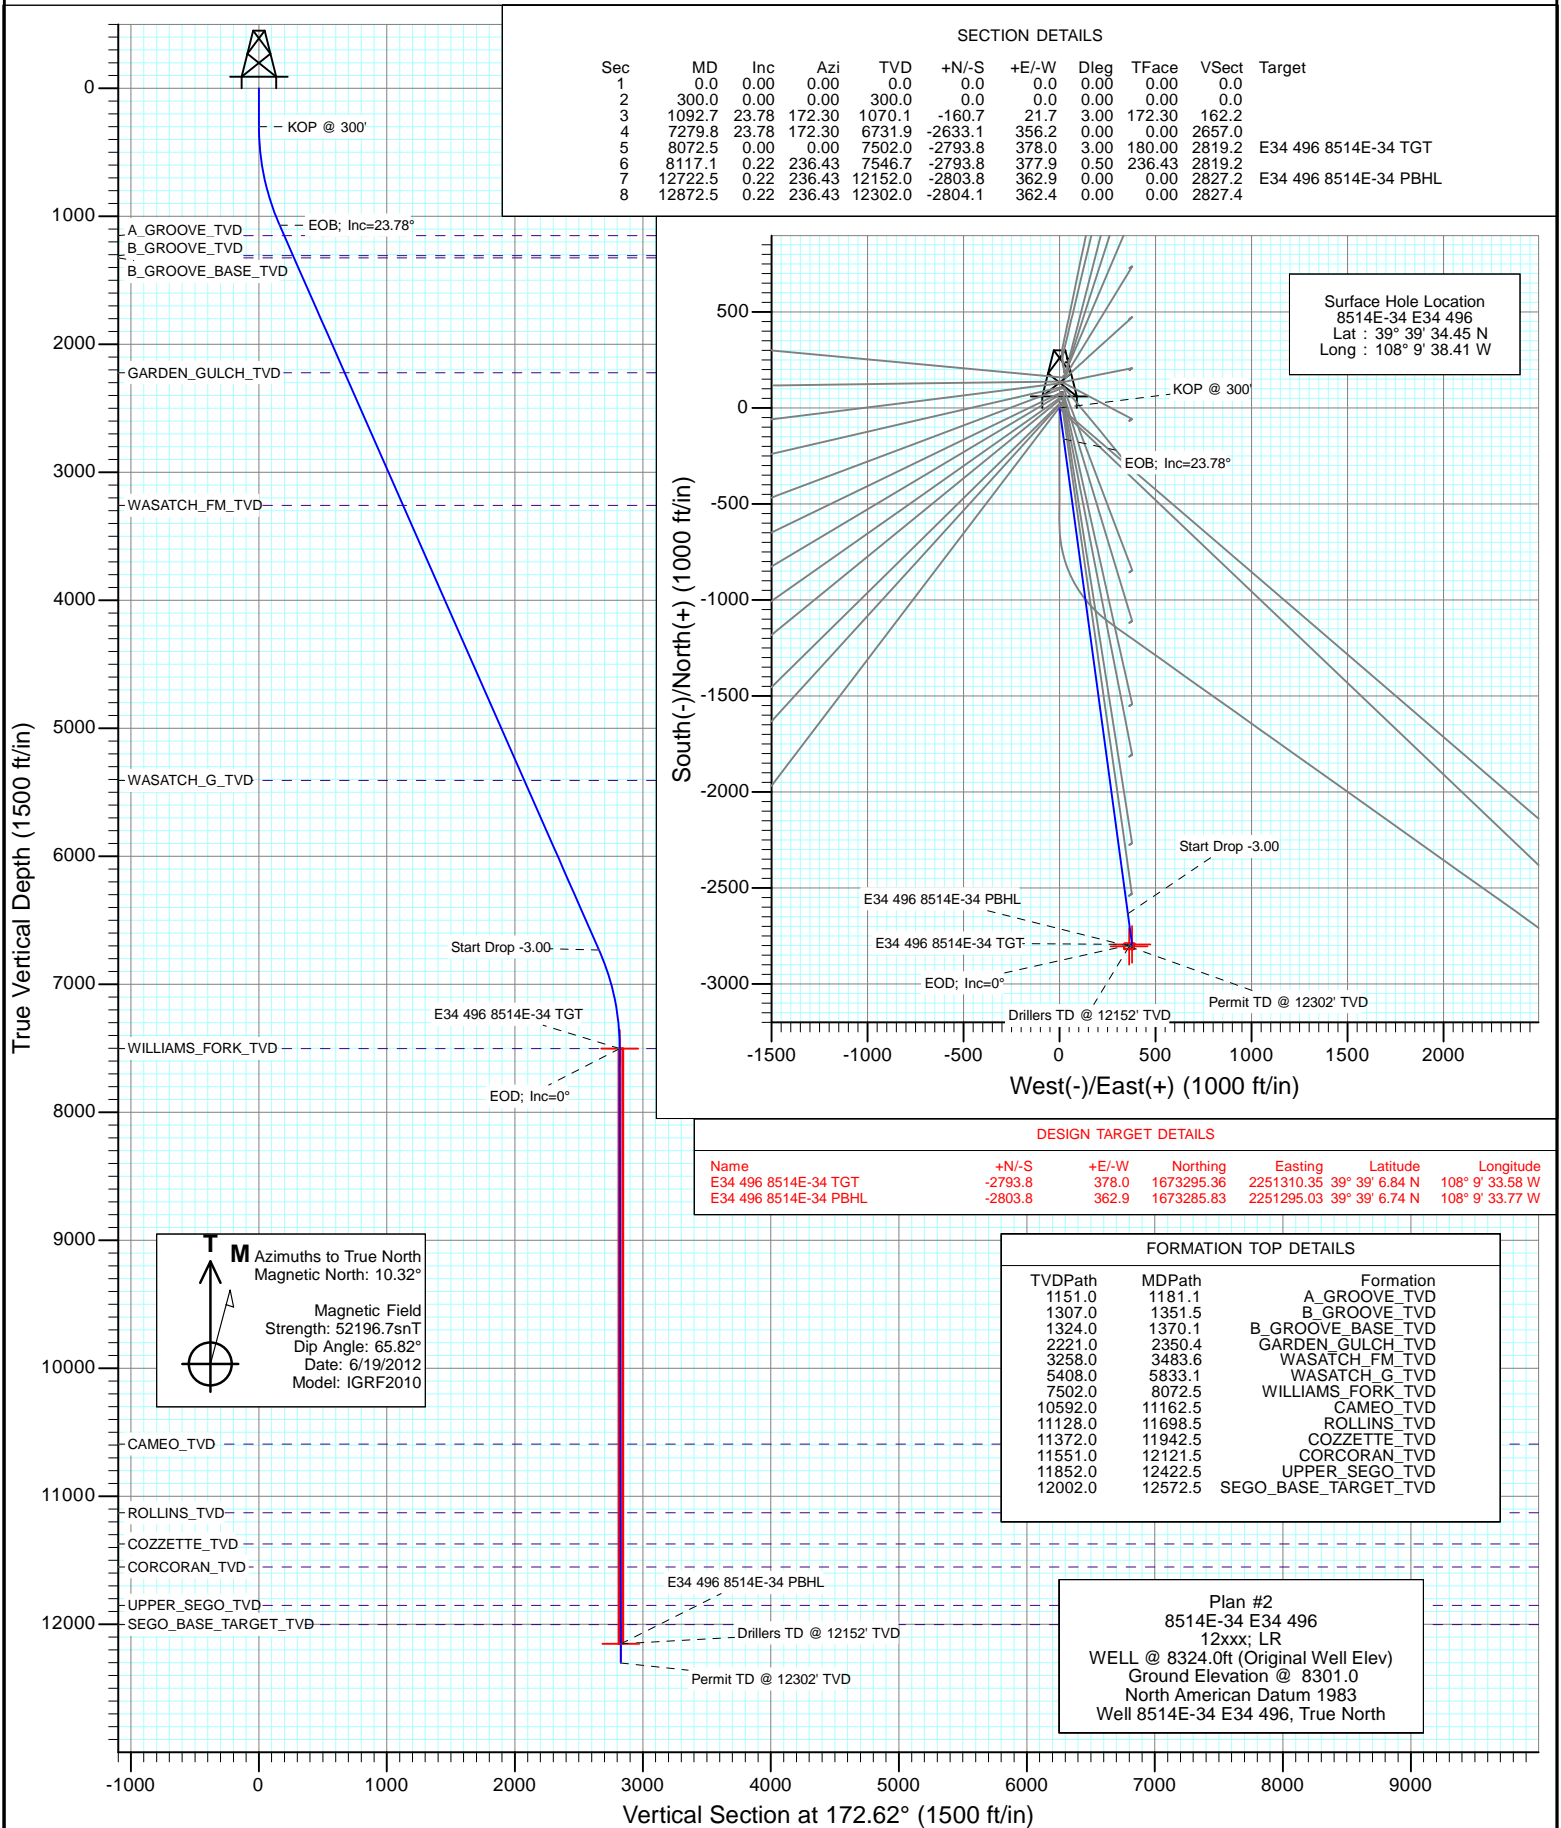 SECTION DETAILS
Sec MD Inc Azi TVD +N/-S +E/-W Dleg TFace VSect Target
1 0.0 0.00 0.00 0.0 0.0 0.0 0.00 0.00 0.0
2 300.0 0.00 0.00 300.0 0.0 0.0 0.00 0.00 0.0
3 1092.7 23.78 172.30 1070.1 -160.7 21.7 3.00 172.30 162.2
4 7279.8 23.78 172.30 6731.9 -2633.1 356.2 0.00 0.00 2657.0
5 8072.5 0.00 0.00 7502.0 -2793.8 378.0 3.00 180.00 2819.2 E34 496 8514E-34 TGT
6 8117.1 0.22 236.43 7546.7 -2793.8 377.9 0.50 236.43 2819.2
7 12722.5 0.22 236.43 12152.0 -2803.8 362.9 0.00 0.00 2827.2 E34 496 8514E-34 PBHL
8 12872.5 0.22 236.43 12302.0 -2804.1 362.4 0.00 0.00 2827.4
True Vertical Depth (1500 ft/in)
0
1000
2000
3000
4000
5000
6000
7000
8000
9000
10000
11000
12000
KOP @ 300'
EOB; Inc=23.78°
A_GROOVE_TVD
B_GROOVE_TVD
B_GROOVE_BASE_TVD
GARDEN_GULCH_TVD
WASATCH_FM_TVD
WASATCH_G_TVD
Start Drop -3.00
E34 496 8514E-34 TGT
WILLIAMS_FORK_TVD
EOD; Inc=0°
CAMEO_TVD
ROLLINS_TVD
COZZETTE_TVD
CORCORAN_TVD
E34 496 8514E-34 PBHL
UPPER_SEGO_TVD
SEGO_BASE_TARGET_TVD
Drillers TD @ 12152' TVD
Permit TD @ 12302' TVD
-1000 0 1000 2000 3000 4000 5000 6000 7000 8000 9000
Vertical Section at 172.62° (1500 ft/in)
South(-)/North(+) (1000 ft/in)
500
0
-500
-1000
-1500
-2000
-2500
-3000
Surface Hole Location
8514E-34 E34 496
Lat : 39° 39' 34.45 N
Long : 108° 9' 38.41 W
KOP @ 300'
EOB; Inc=23.78°
Start Drop -3.00
E34 496 8514E-34 PBHL
E34 496 8514E-34 TGT
EOD; Inc=0°
Permit TD @ 12302' TVD
Drillers TD @ 12152' TVD
-1500 -1000 -500 0 500 1000 1500 2000
West(-)/East(+) (1000 ft/in)
DESIGN TARGET DETAILS
Name +N/-S +E/-W Northing Easting Latitude Longitude
E34 496 8514E-34 TGT -2793.8 378.0 1673295.36 2251310.35 39° 39' 6.84 N 108° 9' 33.58 W
E34 496 8514E-34 PBHL -2803.8 362.9 1673285.83 2251295.03 39° 39' 6.74 N 108° 9' 33.77 W
T
M
Azimuths to True North
Magnetic North: 10.32°
Magnetic Field
Strength: 52196.7snT
Dip Angle: 65.82°
Date: 6/19/2012
Model: IGRF2010
FORMATION TOP DETAILS
TVDPath MDPath Formation
1151.0 1181.1 A_GROOVE_TVD
1307.0 1351.5 B_GROOVE_TVD
1324.0 1370.1 B_GROOVE_BASE_TVD
2221.0 2350.4 GARDEN_GULCH_TVD
3258.0 3483.6 WASATCH_FM_TVD
5408.0 5833.1 WASATCH_G_TVD
7502.0 8072.5 WILLIAMS_FORK_TVD
10592.0 11162.5 CAMEO_TVD
11128.0 11698.5 ROLLINS_TVD
11372.0 11942.5 COZZETTE_TVD
11551.0 12121.5 CORCORAN_TVD
11852.0 12422.5 UPPER_SEGO_TVD
12002.0 12572.5 SEGO_BASE_TARGET_TVD
Plan #2
8514E-34 E34 496
12xxx; LR
WELL @ 8324.0ft (Original Well Elev)
Ground Elevation @ 8301.0
North American Datum 1983
Well 8514E-34 E34 496, True North